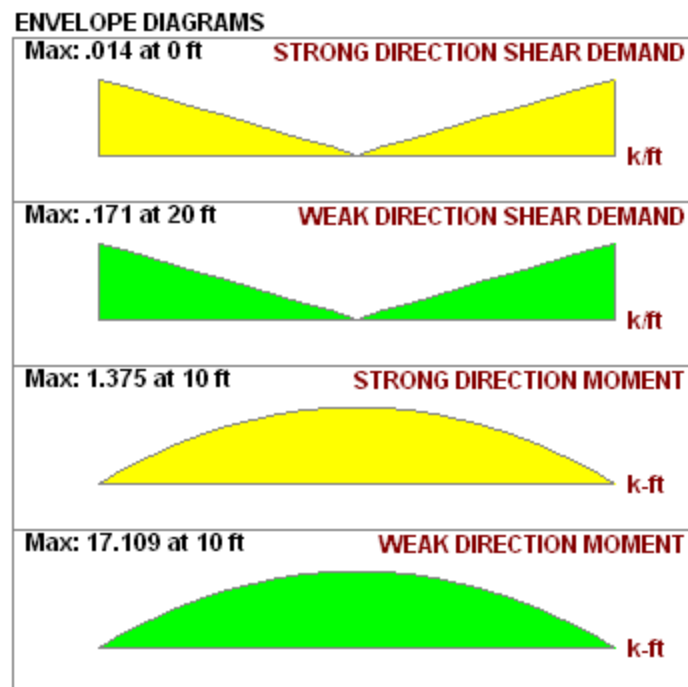 ENVELOPE DIAGRAMS
Max: .014 at 0 ft STRONG DIRECTION SHEAR DEMAND
k/ft
Max: .171 at 20 ft WEAK DIRECTION SHEAR DEMAND
k/ft
Max: 1.375 at 10 ft STRONG DIRECTION MOMENT
k-ft
Max: 17.109 at 10 ft WEAK DIRECTION MOMENT
k-ft